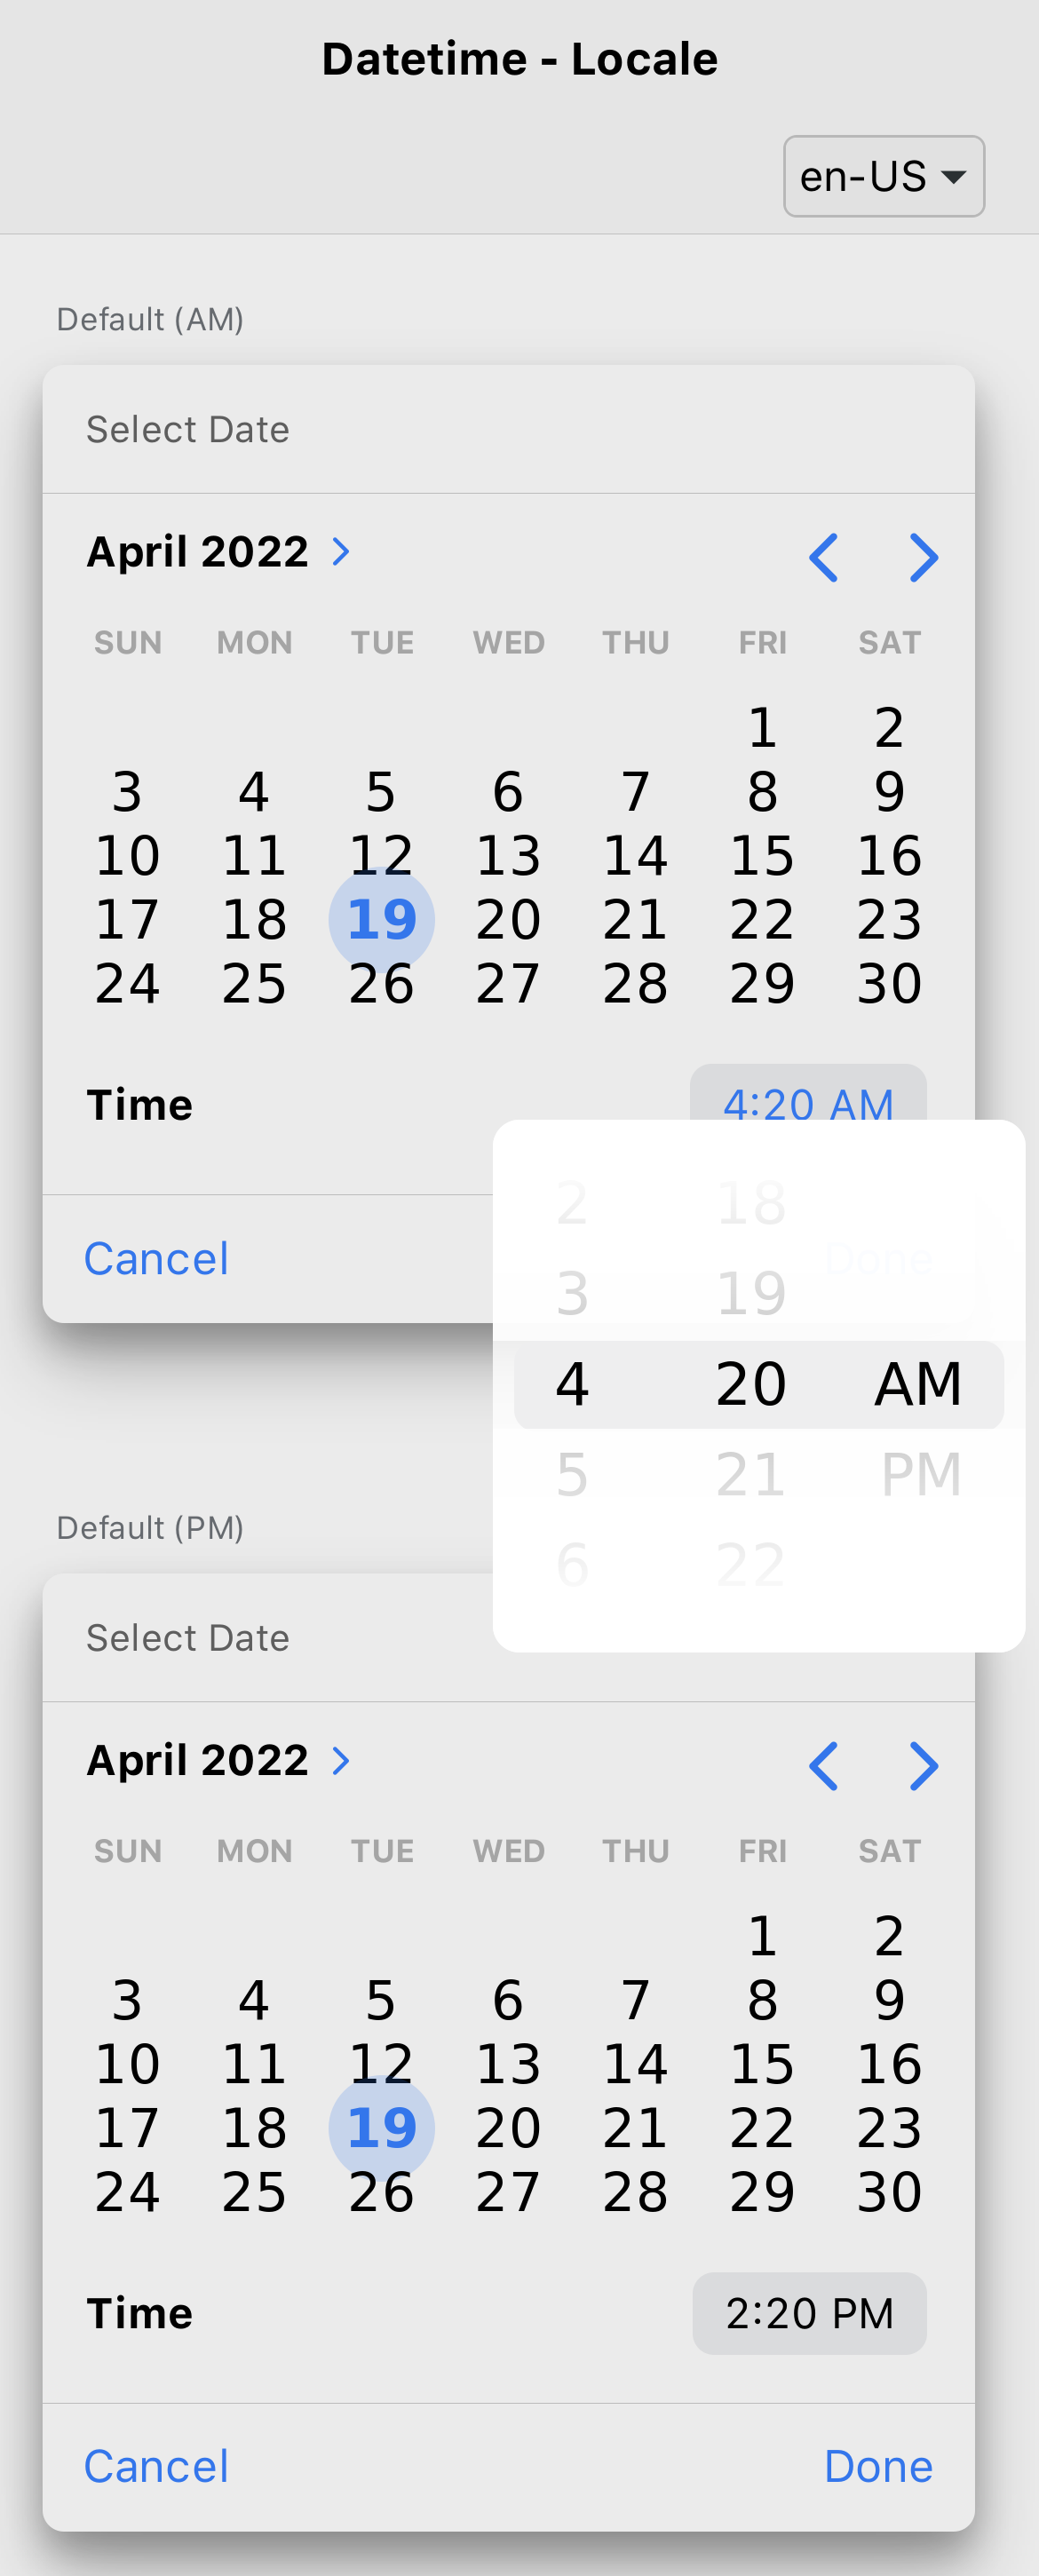 Datetime - Locale
en-US
Default (AM)
Select Date
April 2022
SUN MON TUE WED THU FRI SAT
1 2
3 4 5 6 7 8 9
10 11 12 13 14 15 16
17 18 19 20 21 22 23
24 25 26 27 28 29 30
Time 4:20 AM
2 18
Cancel Done
3 19
4 20 AM
5 21 PM
6 22
Default (PM)
Select Date
April 2022
SUN MON TUE WED THU FRI SAT
1 2
3 4 5 6 7 8 9
10 11 12 13 14 15 16
17 18 19 20 21 22 23
24 25 26 27 28 29 30
Time 2:20 PM
Cancel Done